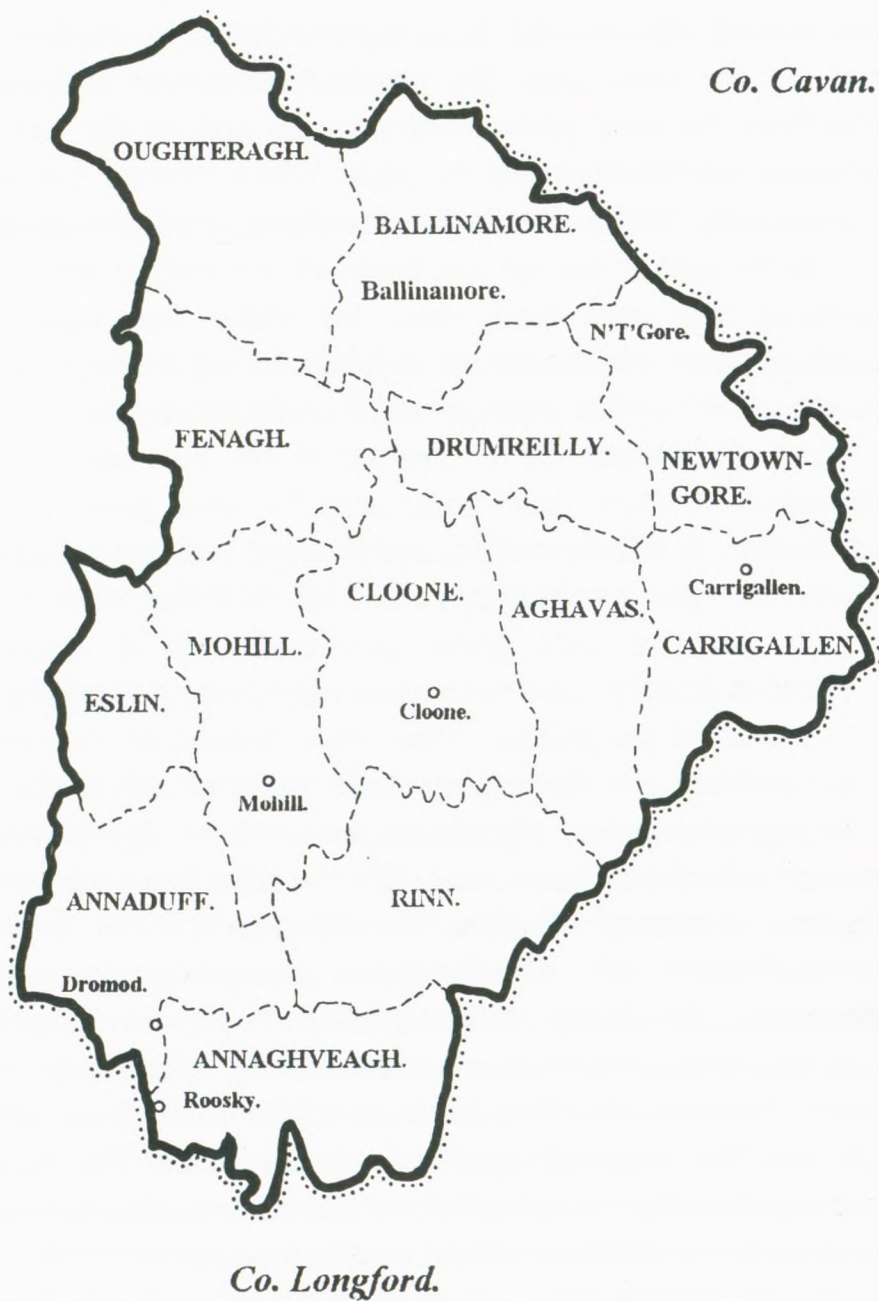 Co. Cavan.
OUGHTERAGH.
BALLINAMORE.
Ballinamore.
N'T'Gore.
FENAGH.
DRUMREILLY.
NEWTOWN-
GORE.
CLOONE.
Carrigallen.
AGHAVAS.
MOHILL.
CARRIGALLEN.
ESLIN.
Cloone.
Mohill.
ANNADUFF.
RINN.
Dromod.
ANNAGHVEAGH.
Roosky.
Co. Longford.